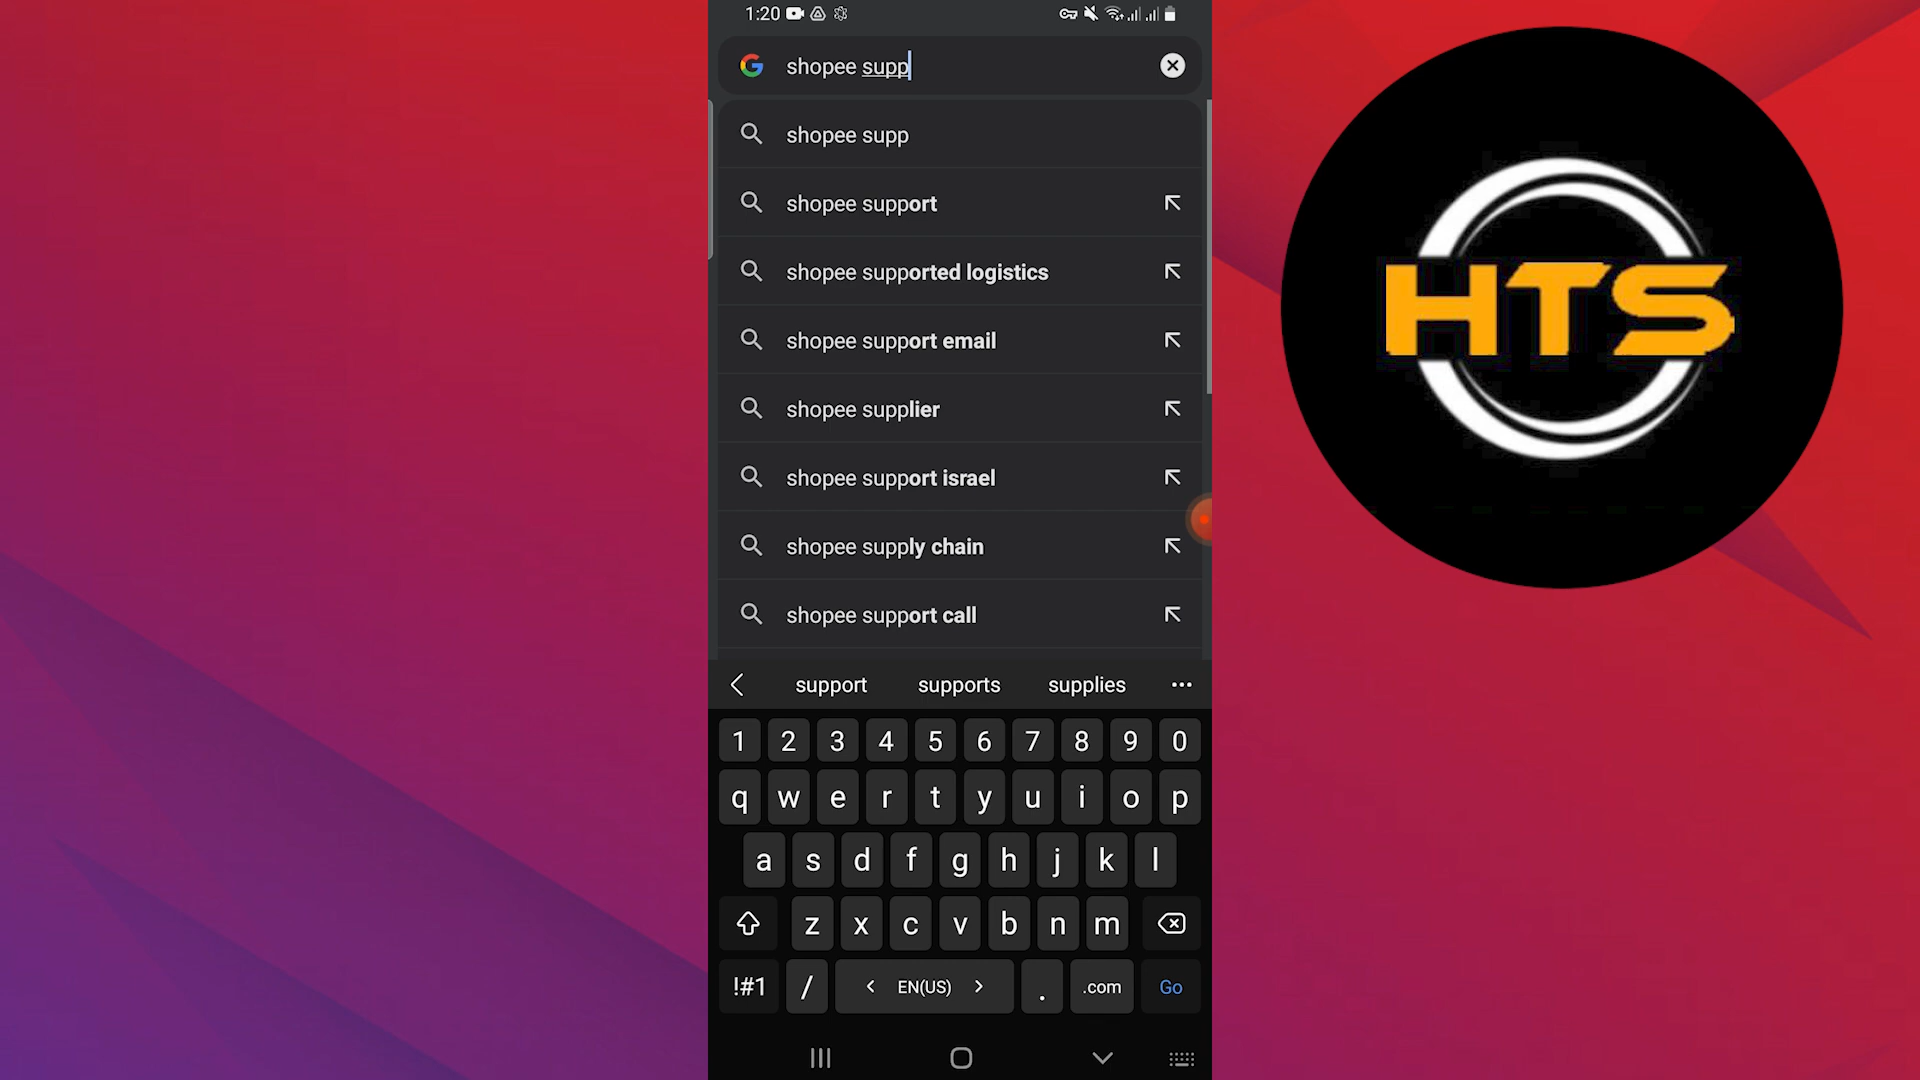 1:20
shopee supp
shopee supp
shopee support
shopee supported logistics
shopee support email
shopee supplier
shopee support israel
shopee supply chain
shopee support call
support supports supplies
1 2 3 4 5 6 7 8 9 0
q w e r t y u i o p
a s d f g h j k l
z x c v b n m
!#1 / < EN(US) > . .com Go
HTS